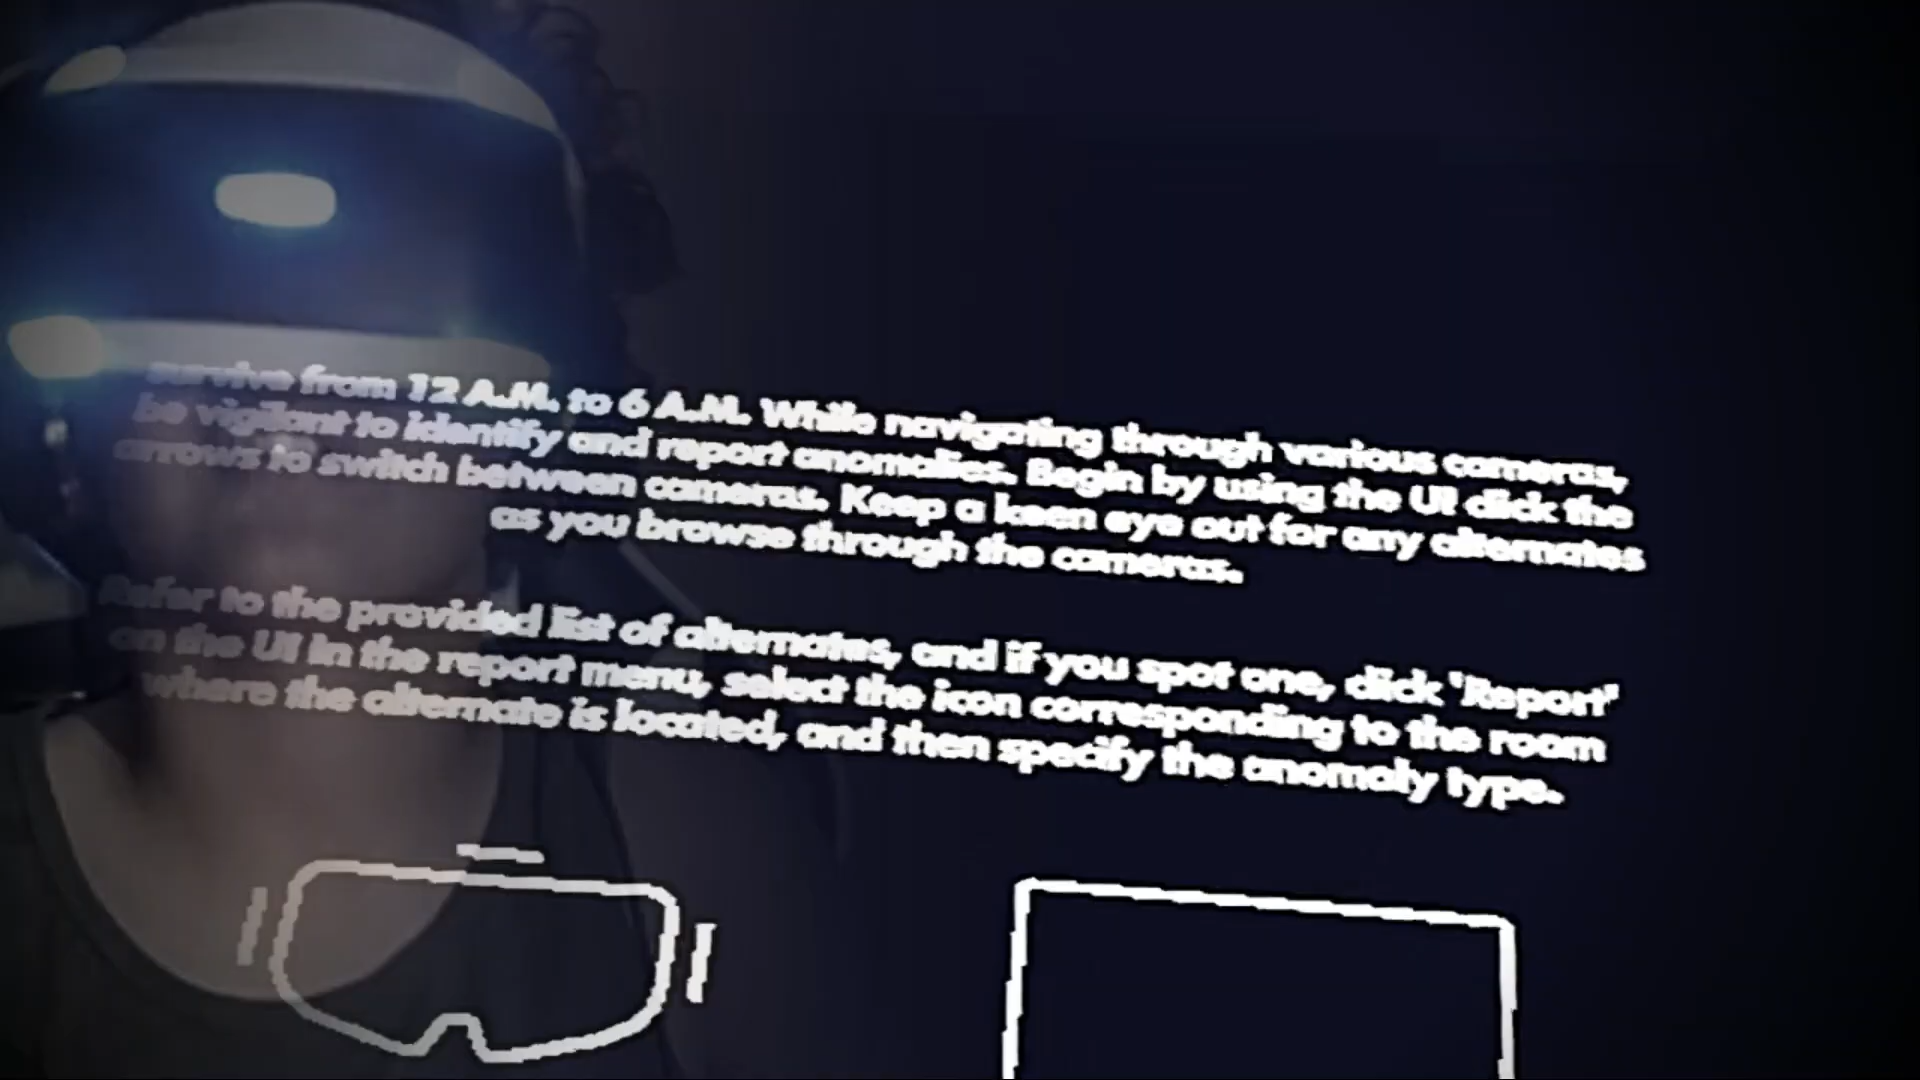 survive from 12 A.M. to 6 A.M. While navigating through various cameras,
be vigilant to identify and report anomalies. Begin by using the UI click the
arrows to switch between cameras. Keep a keen eye out for any alternates
as you browse through the cameras.
Refer to the provided list of alternates, and if you spot one, click 'Report'
on the UI in the report menu, select the icon corresponding to the room
where the alternate is located, and then specify the anomaly type.